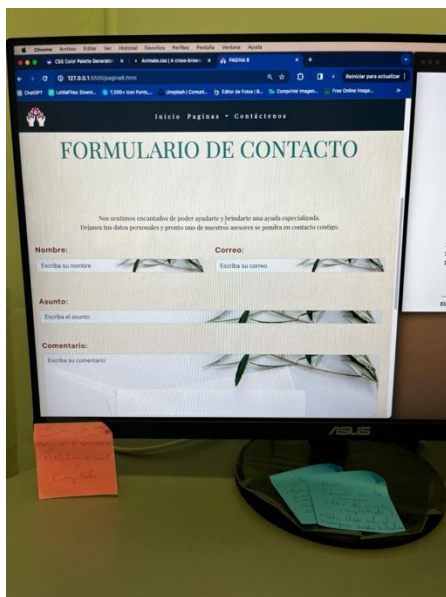 Chrome Archivo Editar Ver Historial Favoritos Perfiles Pestaña Ventana Ayuda
CSS Color Palette Generator
Animate.css | A cross-brows
PAGINA 8
127.0.0.1:5500/pagina8.html
Reiniciar para actualizar
ChatGPT LottieFiles: Downl... 7,000+ Icon Fonts,... Unsplash | Comuni... Editor de Fotos | B... Comprimir imagen... Free Online Image...
Inicio Paginas Contáctenos
FORMULARIO DE CONTACTO
Nos sentimos encantados de poder ayudarte y brindarte una ayuda especializada.
Déjanos tus datos personales y pronto uno de nuestros asesores se pondra en contacto contigo.
Nombre: Correo:
Escriba su nombre Escriba su correo
Asunto:
Escriba el asunto
Comentario:
Escriba su comentario
ASUS